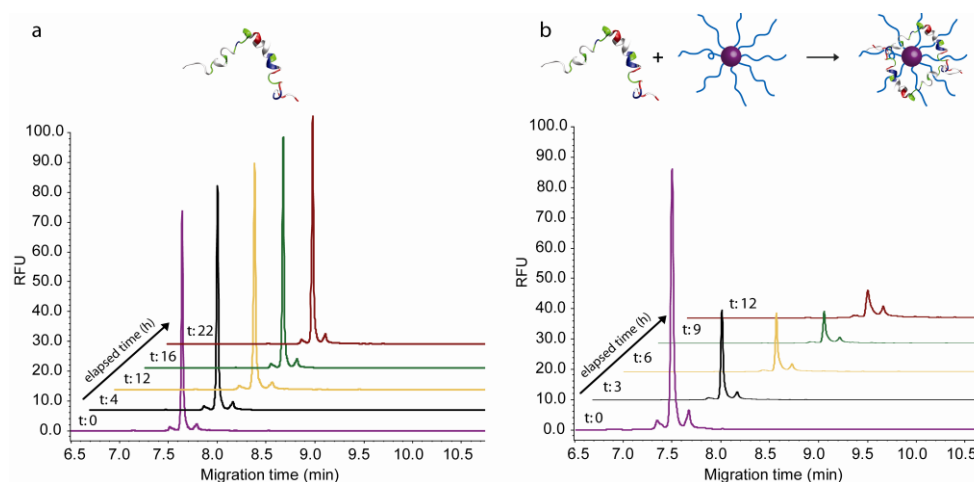 a
100.0
90.0
80.0
70.0
60.0
50.0
40.0
30.0
20.0
10.0
0.0
RFU
elapsed time (h)
t: 22
t: 16
t: 12
t: 4
t: 0
6.5 7.0 7.5 8.0 8.5 9.0 9.5 10.0 10.5
Migration time (min)
b
+
100.0
90.0
80.0
70.0
60.0
50.0
40.0
30.0
20.0
10.0
0.0
RFU
elapsed time (h)
t: 12
t: 9
t: 6
t: 3
t: 0
6.5 7.0 7.5 8.0 8.5 9.0 9.5 10.0 10.5
Migration time (min)